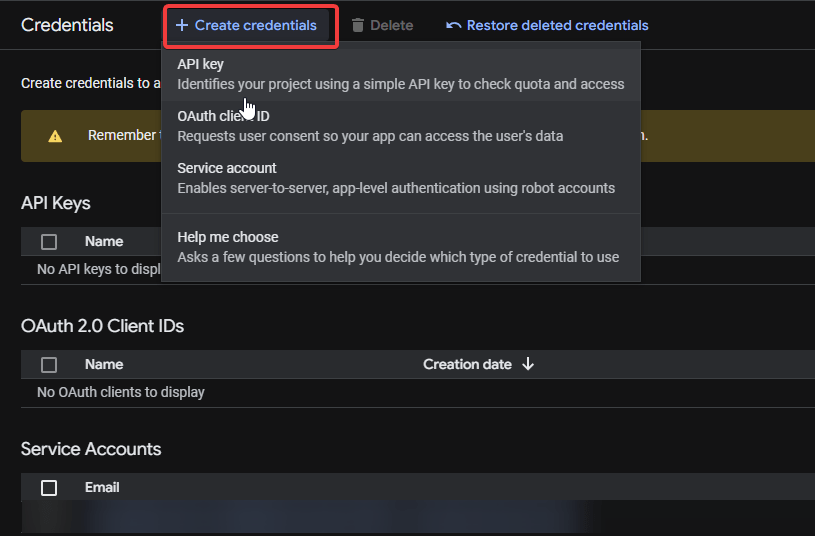 Credentials
+ Create credentials
Delete
Restore deleted credentials
API key
Identifies your project using a simple API key to check quota and access
OAuth client ID
Requests user consent so your app can access the user's data
Service account
Enables server-to-server, app-level authentication using robot accounts
Help me choose
Asks a few questions to help you decide which type of credential to use
Create credentials to a
Remember
API Keys
Name
No API keys to displ
OAuth 2.0 Client IDs
Name
Creation date
No OAuth clients to display
Service Accounts
Email